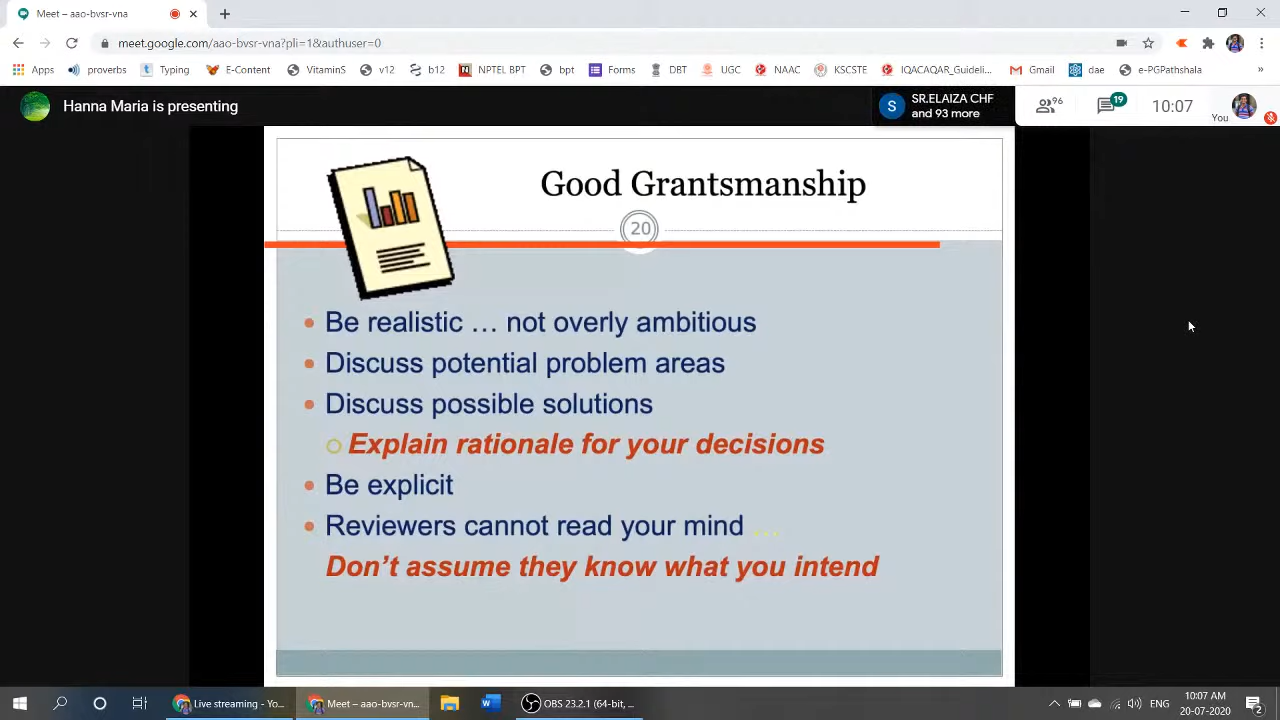 Meet – aao-bvsr-vna
meet.google.com/aao-bvsr-vna?pli=1&authuser=0
Apps proverbs Typing E-Content VitaminS v12 b12 NPTELRPT bpt Forms DBT UGC NAAC KSCSTE IQACAQAR_Guideli... Gmail dae e-PGPathshala »
Hanna Maria is presenting
S SR.ELAIZA CHF
and 93 more
96 19 10:07 You
Good Grantsmanship
20
Be realistic … not overly ambitious
Discuss potential problem areas
Discuss possible solutions
Explain rationale for your decisions
Be explicit
Reviewers cannot read your mind …
Don’t assume they know what you intend
Live streaming - Yo... Meet – aao-bvsr-vn... W OBS 23.2.1 (64-bit, ... ENG 10:07 AM
20-07-2020 2